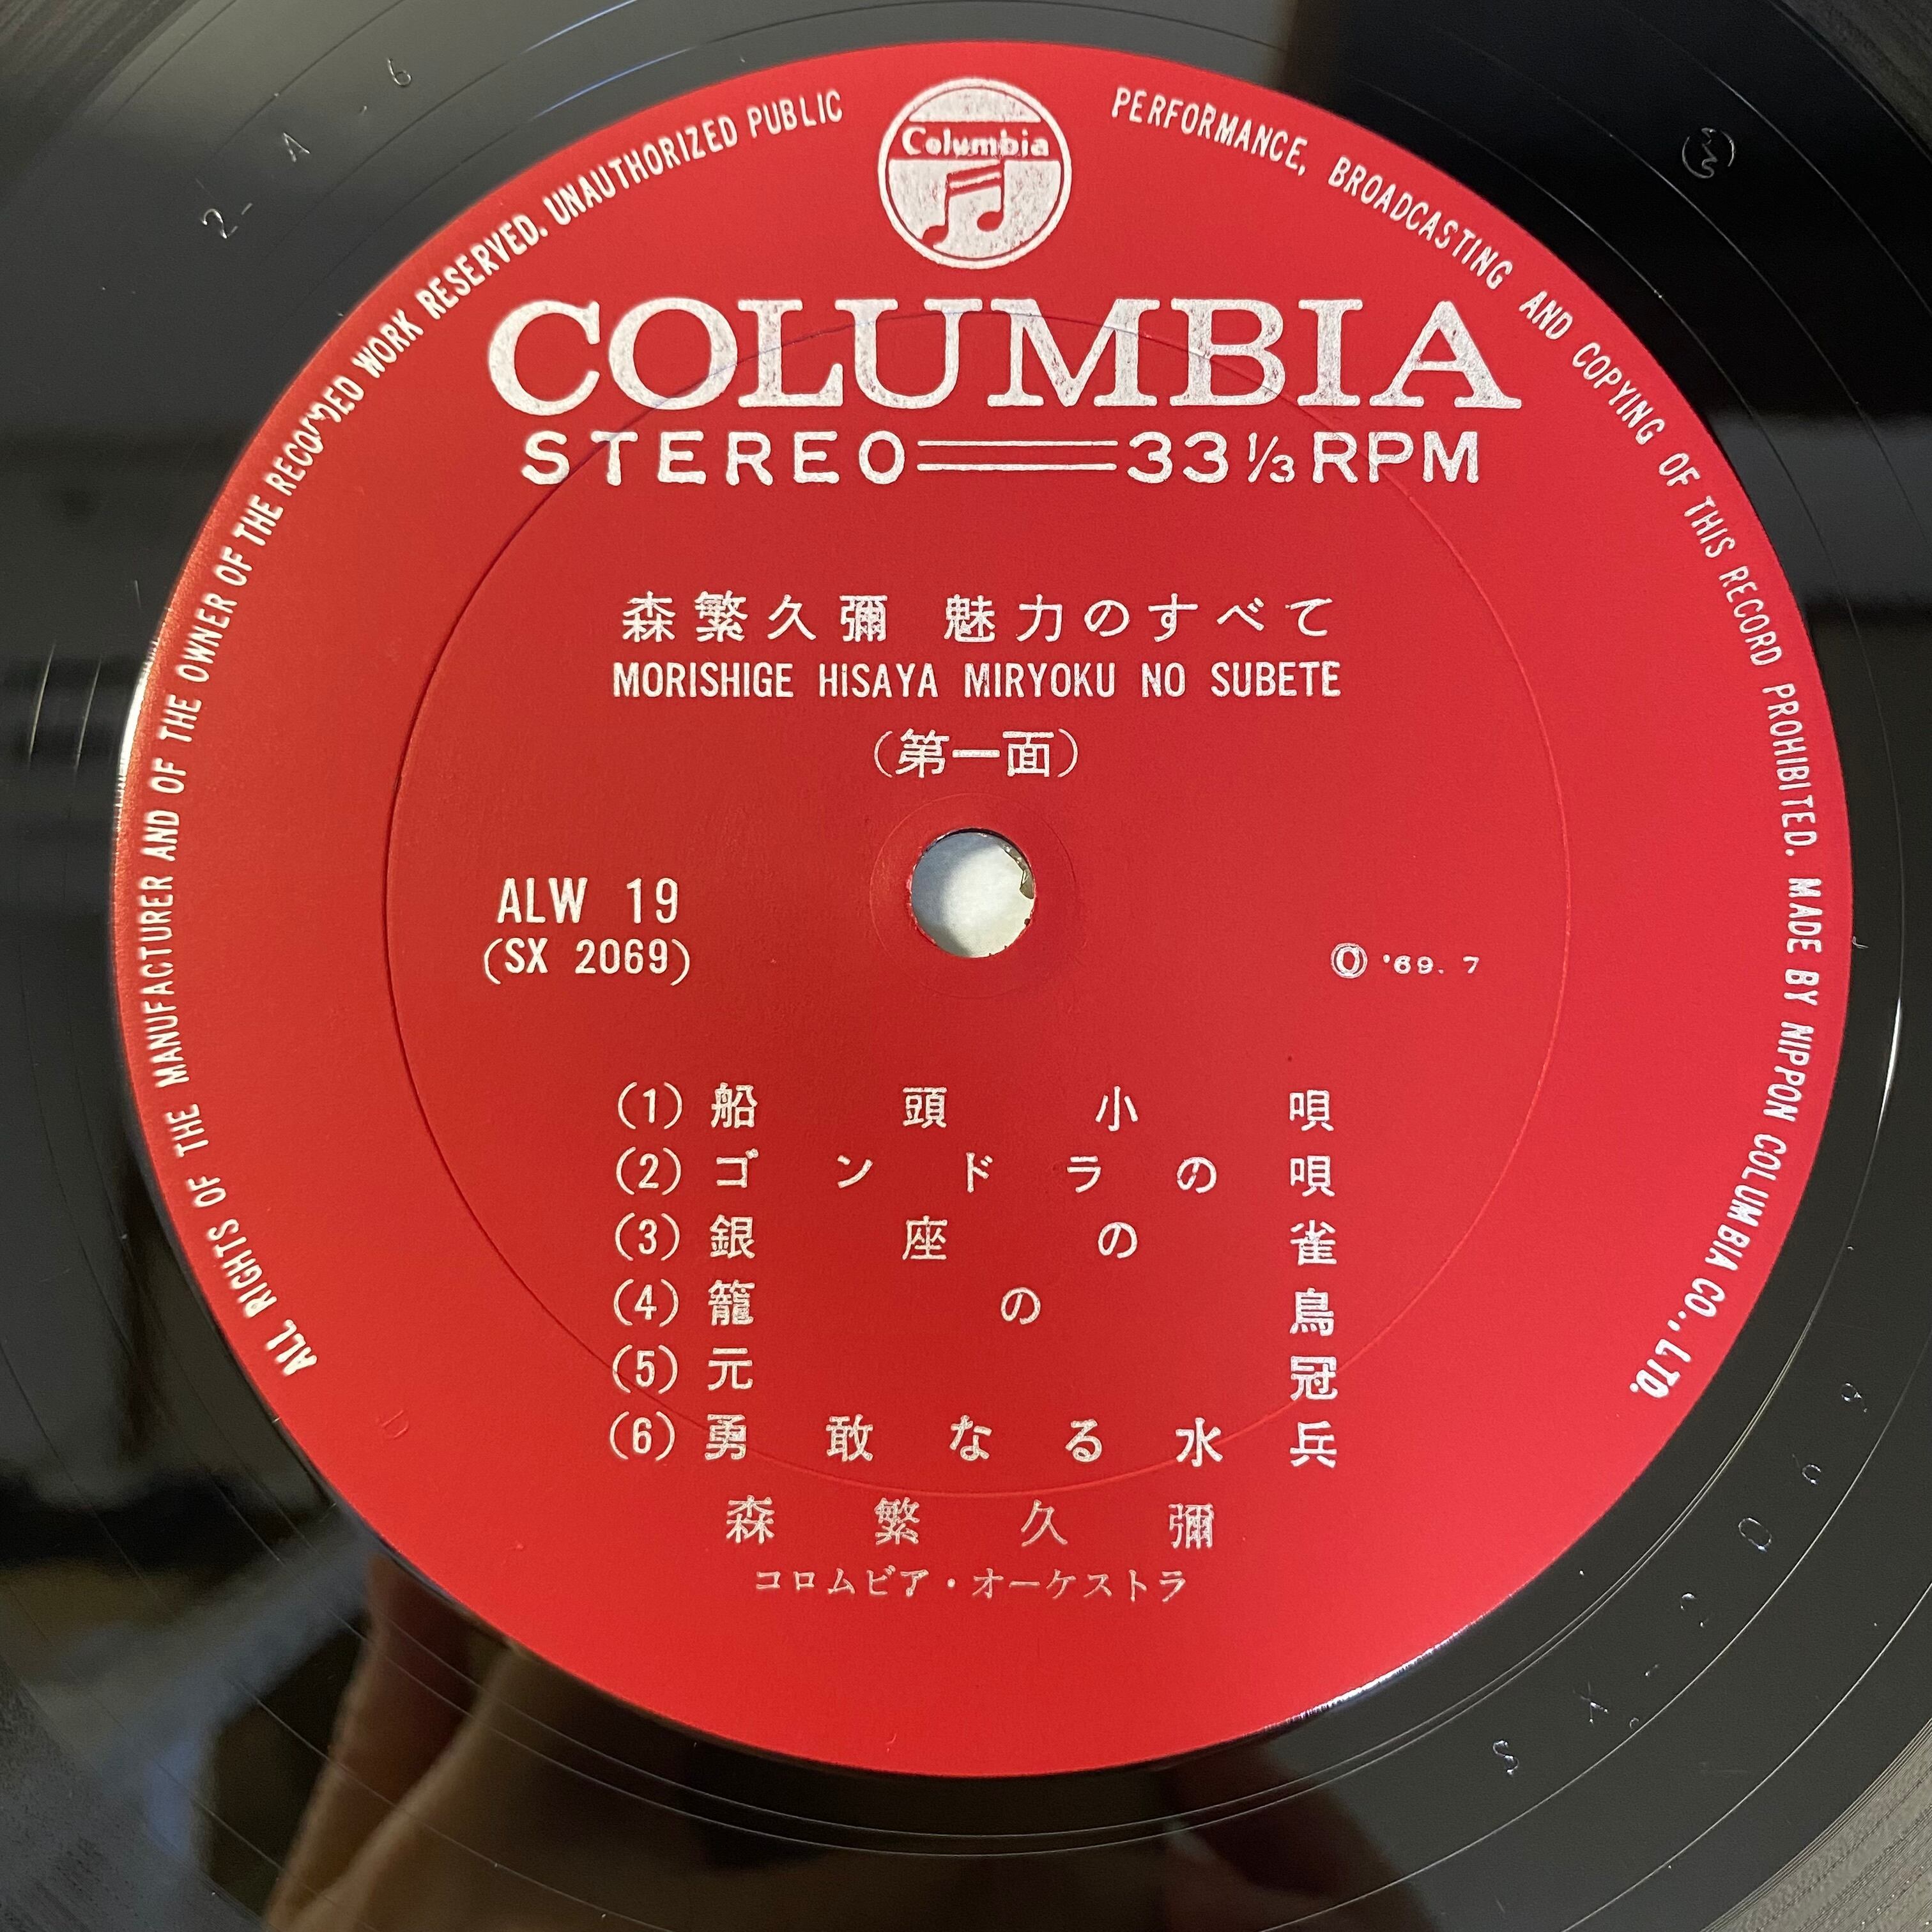 Columbia
COLUMBIA
STEREO 33 1/3 RPM
森繁久彌 魅力のすべて
MORISHIGE HISAYA MIRYOKU NO SUBETE
(第一面)
ALW 19
(SX 2069)
Ⓞ '69. 7
(1) 船頭小唄
(2) ゴンドラの唄
(3) 銀座の雀
(4) 籠の鳥
(5) 元冠
(6) 勇敢なる水兵
森繁久彌
コロムビア・オーケストラ
ALL RIGHTS OF THE MANUFACTURER AND OF THE OWNER OF THE RECORDED WORK RESERVED. UNAUTHORIZED PUBLIC PERFORMANCE, BROADCASTING AND COPYING OF THIS RECORD PROHIBITED. MADE BY NIPPON COLUMBIA CO., LTD.
2-A-6